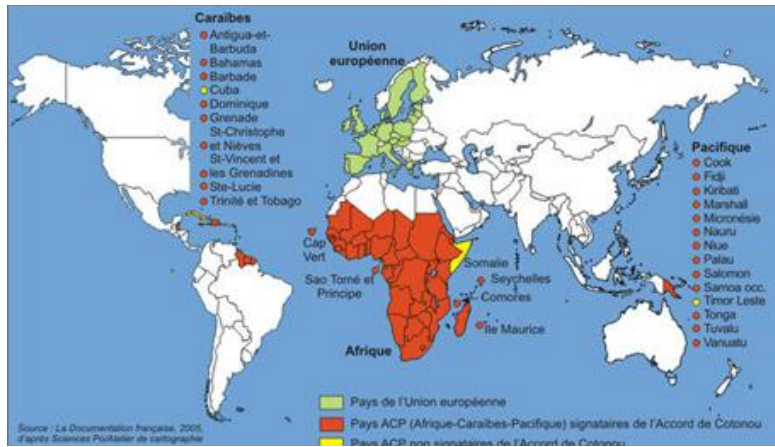 Caraïbes
Antigua-et-
Barbuda
Bahamas
Barbade
Cuba
Dominique
Grenade
St-Christophe
et Nièves
St-Vincent et
les Grenadines
Ste-Lucie
Trinité et Tobago
Union
européenne
Pacifique
Cook
Fidji
Kiribati
Marshall
Micronésie
Nauru
Niue
Palau
Salomon
Samoa occ.
Timor Leste
Tonga
Tuvalu
Vanuatu
Cap
Vert
Sao Tomé et
Principe
Somalie
Seychelles
Comores
Ile Maurice
Afrique
Pays de l'Union européenne
Pays ACP (Afrique-Caraïbes-Pacifique) signataires de l'Accord de Cotonou
Pays ACP non signataires de l'Accord de Cotonou
Source : La Documentation française, 2005,
d'après Sciences Po/Atelier de cartographie